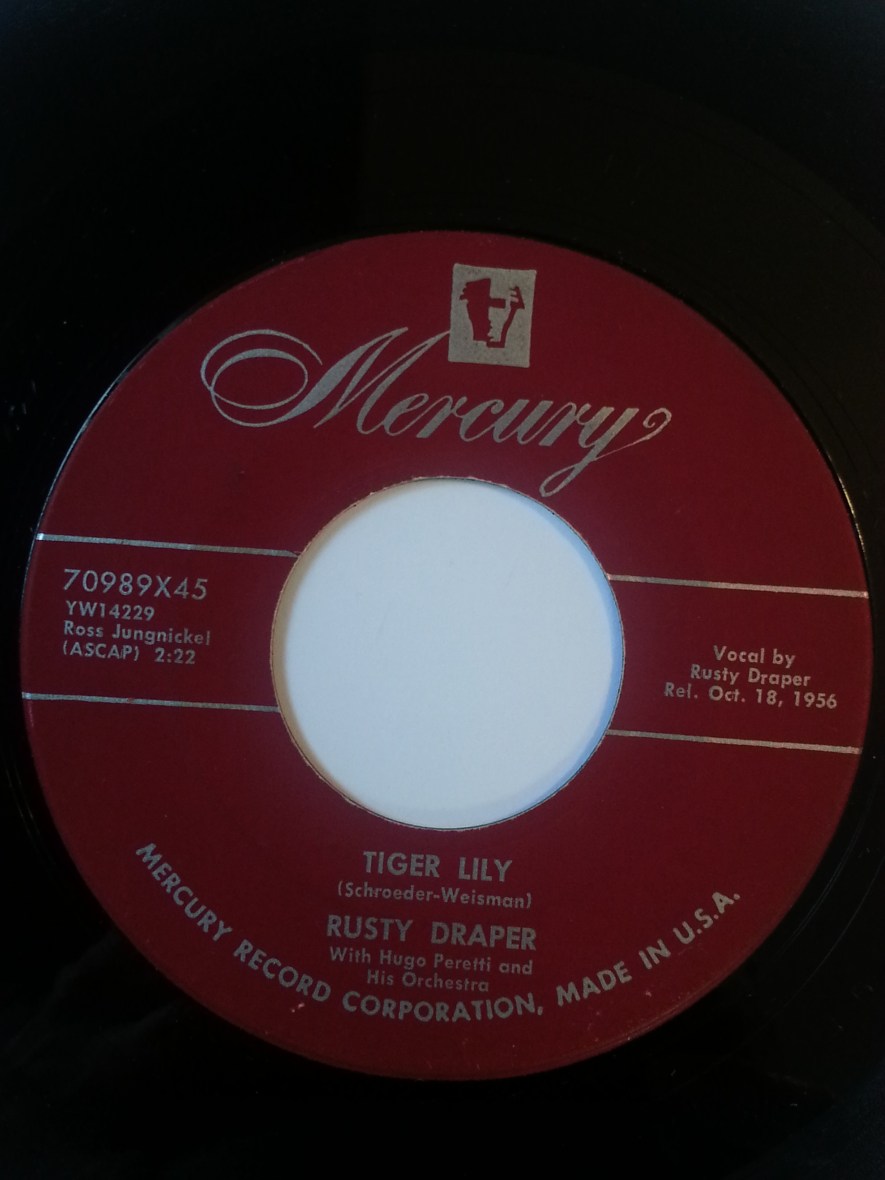 Mercury
70989X45
YW14229
Ross Jungnickel
(ASCAP) 2:22
Vocal by
Rusty Draper
Rel. Oct. 18, 1956
TIGER LILY
(Schroeder-Weisman)
RUSTY DRAPER
With Hugo Peretti and
His Orchestra
MERCURY RECORD CORPORATION, MADE IN U.S.A.